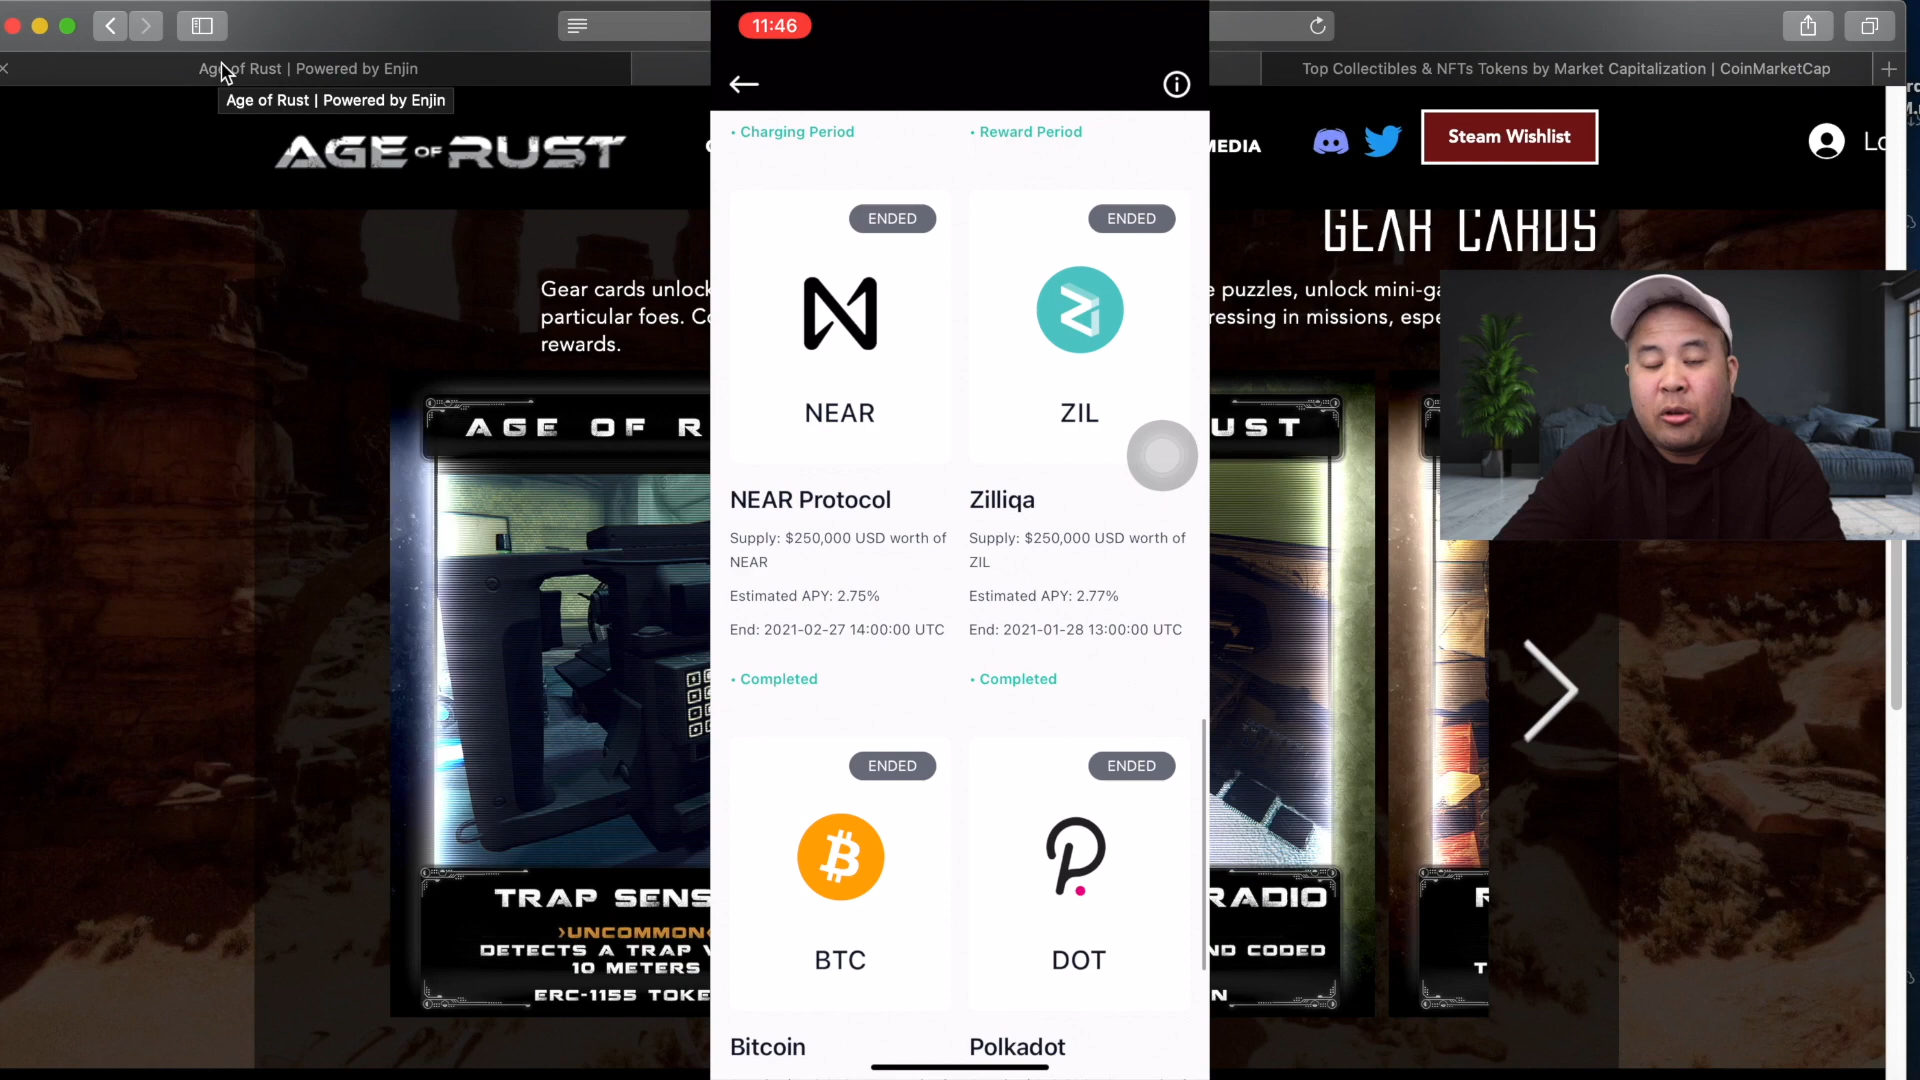 11:46
Age of Rust | Powered by Enjin
Top Collectibles & NFTs Tokens by Market Capitalization | CoinMarketCap
Age of Rust | Powered by Enjin
AGE OF RUST
MEDIA
Steam Wishlist
• Charging Period
• Reward Period
GEAR CARDS
Gear cards unlock
particular foes.
rewards.
puzzles, unlock
in missions,
ENDED
NEAR
NEAR Protocol
Supply: $250,000 USD worth of
NEAR
Estimated APY: 2.75%
End: 2021-02-27 14:00:00 UTC
• Completed
ENDED
ZIL
Zilliqa
Supply: $250,000 USD worth of
ZIL
Estimated APY: 2.77%
End: 2021-01-28 13:00:00 UTC
• Completed
ENDED
BTC
Bitcoin
ENDED
DOT
Polkadot
AGE OF R
UST
TRAP SENS
>UNCOMMON<
DETECTS A TRAP
10 METERS
ERC-1155 TOKE
RADIO
ND CODED
N